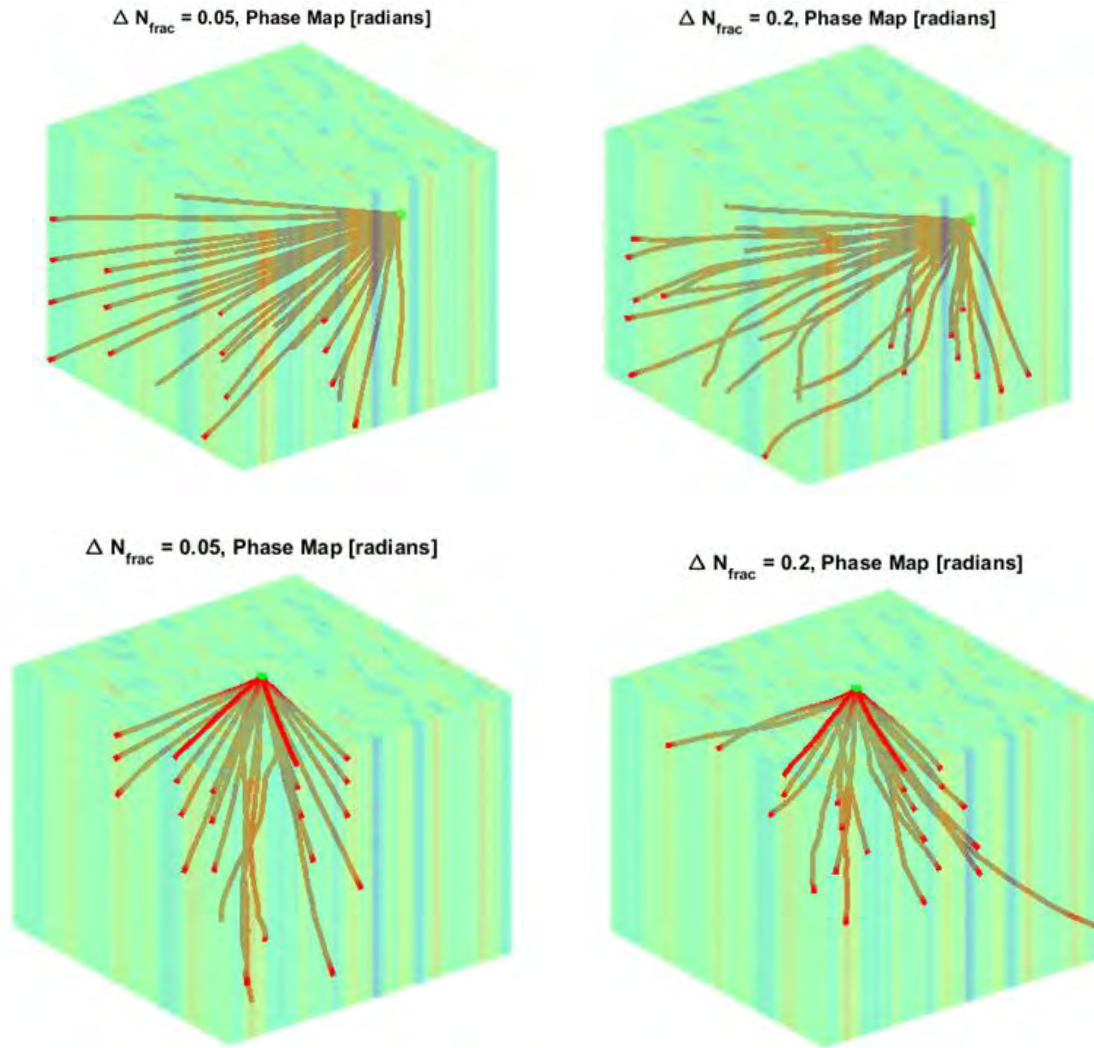 Δ N_frac = 0.05, Phase Map [radians]
Δ N_frac = 0.2, Phase Map [radians]
Δ N_frac = 0.05, Phase Map [radians]
Δ N_frac = 0.2, Phase Map [radians]